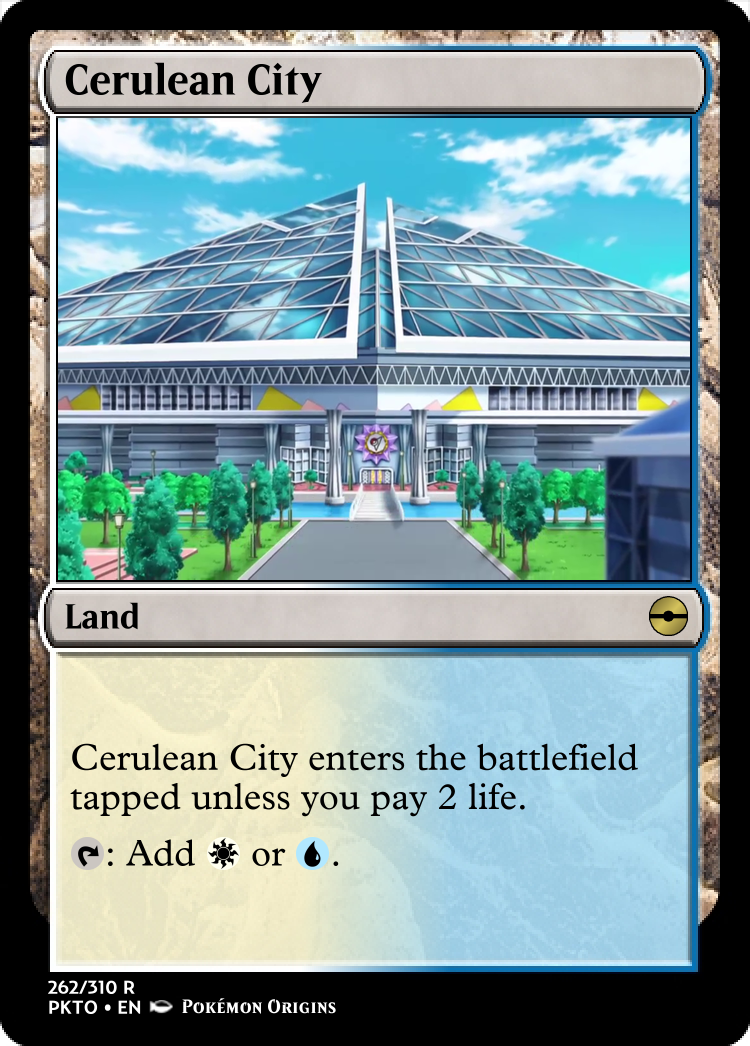 Cerulean City
Land
Cerulean City enters the battlefield
tapped unless you pay 2 life.
: Add or .
262/310 R
PKTO • EN Pokémon Origins